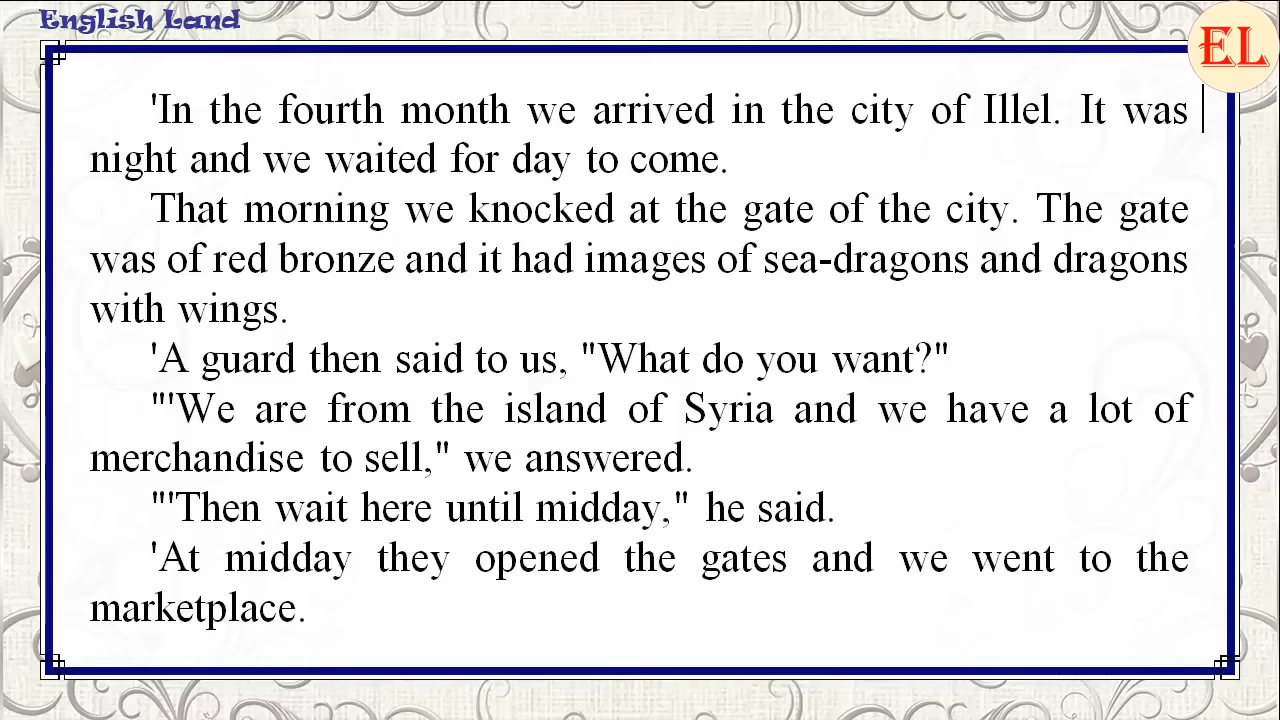 English Land
EL
'In the fourth month we arrived in the city of Illel. It was
night and we waited for day to come.
That morning we knocked at the gate of the city. The gate
was of red bronze and it had images of sea-dragons and dragons
with wings.
'A guard then said to us, "What do you want?"
"'We are from the island of Syria and we have a lot of
merchandise to sell," we answered.
"'Then wait here until midday," he said.
'At midday they opened the gates and we went to the
marketplace.